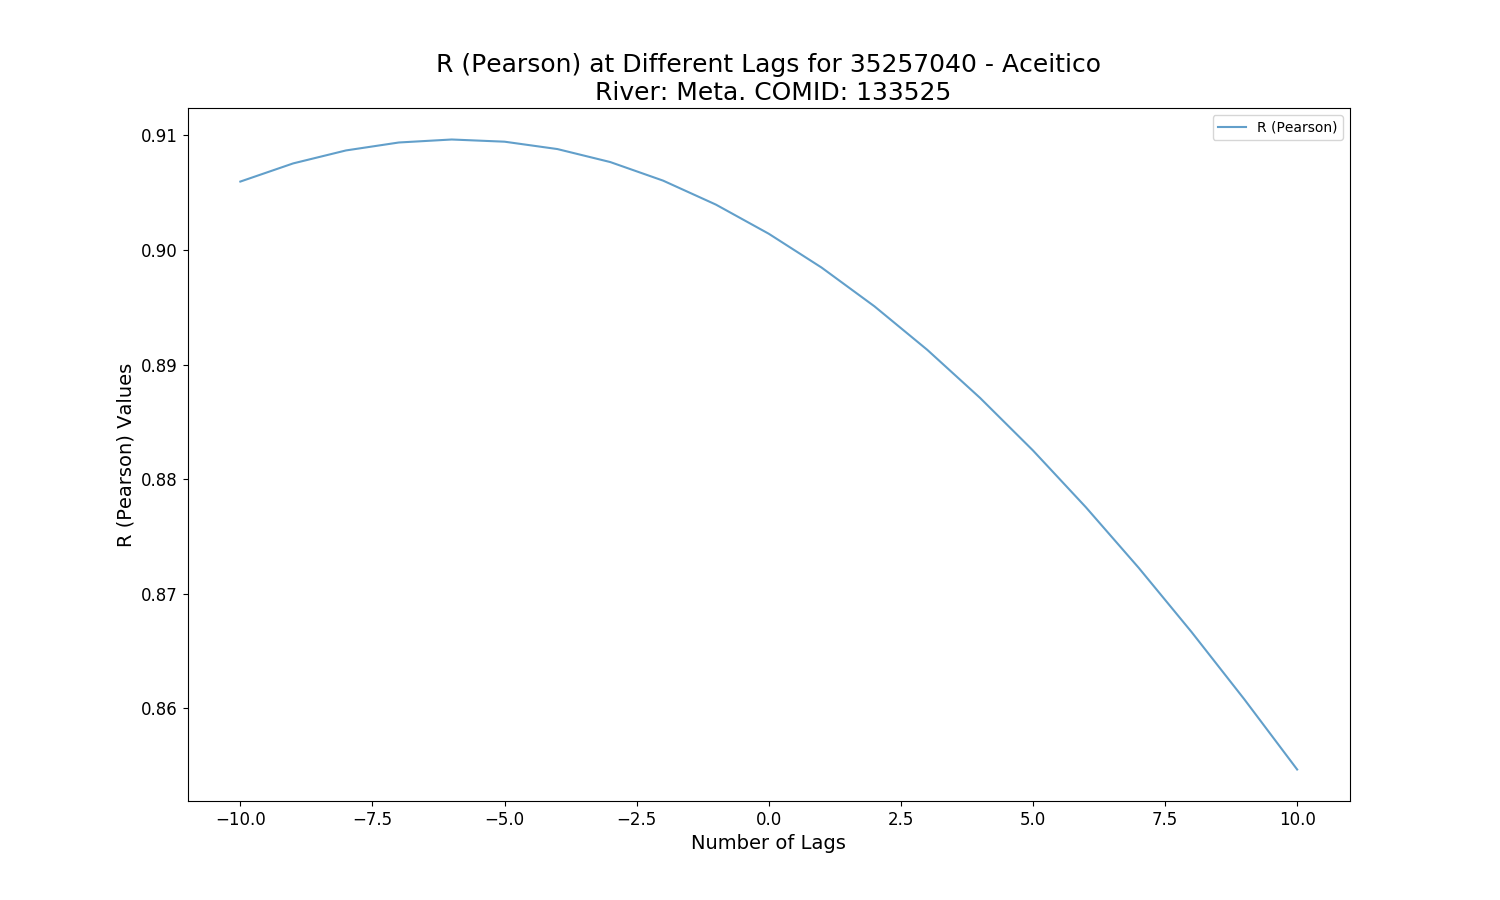 R (Pearson) at Different Lags for 35257040 - Aceitico
River: Meta. COMID: 133525
R (Pearson)
0.91
0.90
0.89
0.88
0.87
0.86
R (Pearson) Values
−10.0 −7.5 −5.0 −2.5 0.0 2.5 5.0 7.5 10.0
Number of Lags